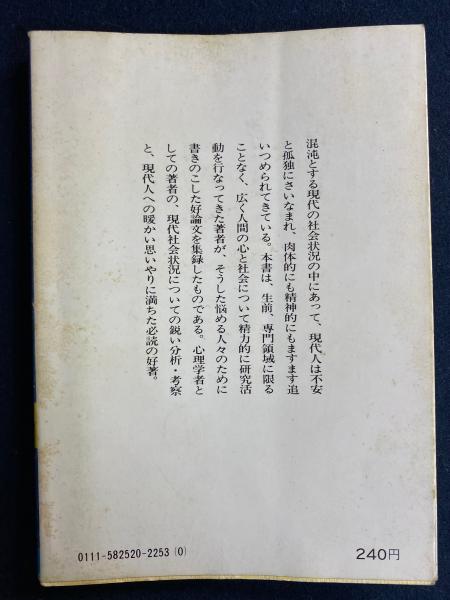 混沌とする現代の社会状況の中にあって、現代人は不安
と孤独にさいなまれ、肉体的にも精神的にもますます追
いつめられてきている。本書は、生前、専門領域に限る
ことなく、広く人間の心と社会について精力的に研究活
動を行なってきた著者が、そうした悩める人々のために
書きのこした好論文を集録したものである。心理学者と
しての著者の、現代社会状況についての鋭い分析・考察
と、現代人への暖かい思いやりに満ちた必読の好著。
0111-582520-2253 (0)
240円